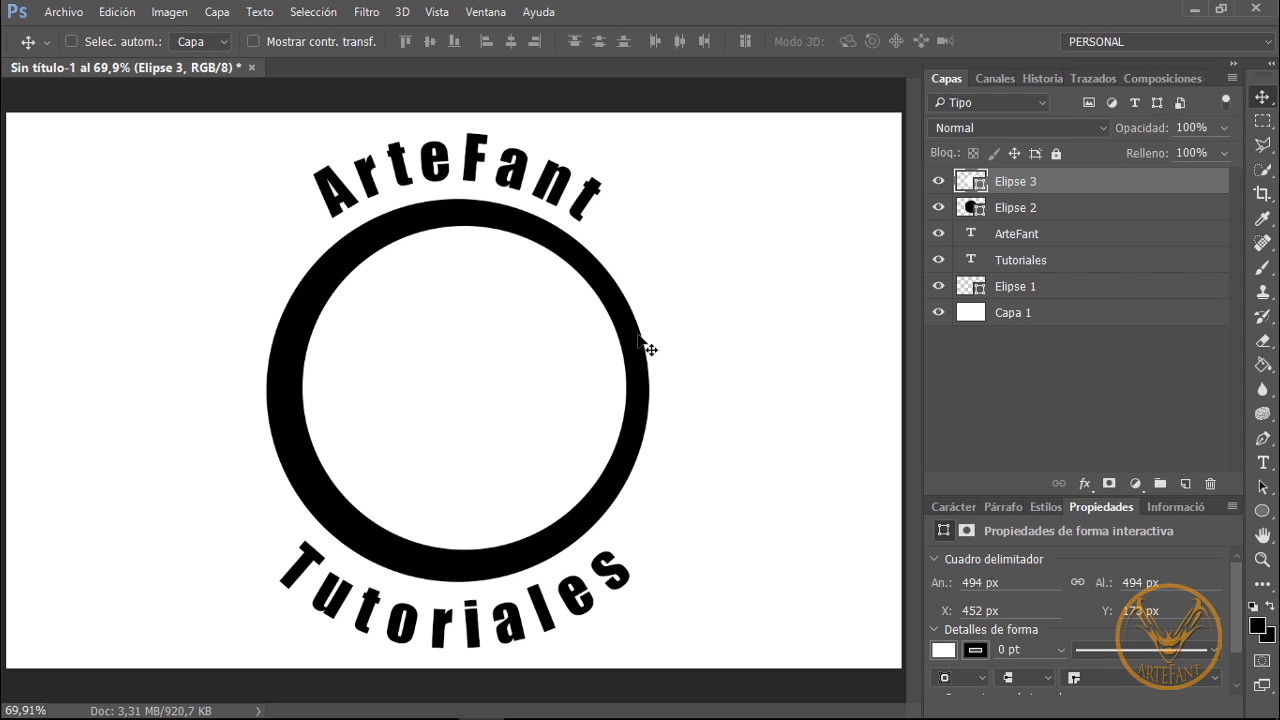 Ps Archivo Edición Imagen Capa Texto Selección Filtro 3D Vista Ventana Ayuda
Selec. autom.: Capa Mostrar contr. transf. Modo 3D: PERSONAL
Sin título-1 al 69,9% (Elipse 3, RGB/8) *
Capas Canales Historia Trazados Composiciones
Tipo
Normal Opacidad: 100%
Bloq.: Relleno: 100%
Elipse 3
Elipse 2
ArteFant
Tutoriales
Elipse 1
Capa 1
ArteFant
Tutoriales
Carácter Párrafo Estilos Propiedades Informació
Propiedades de forma interactiva
Cuadro delimitador
An.: 494 px Al.: 494 px
X: 452 px Y: 173 px
Detalles de forma
0 pt
ARTEFANT
69,91% Doc: 3,31 MB/920,7 KB